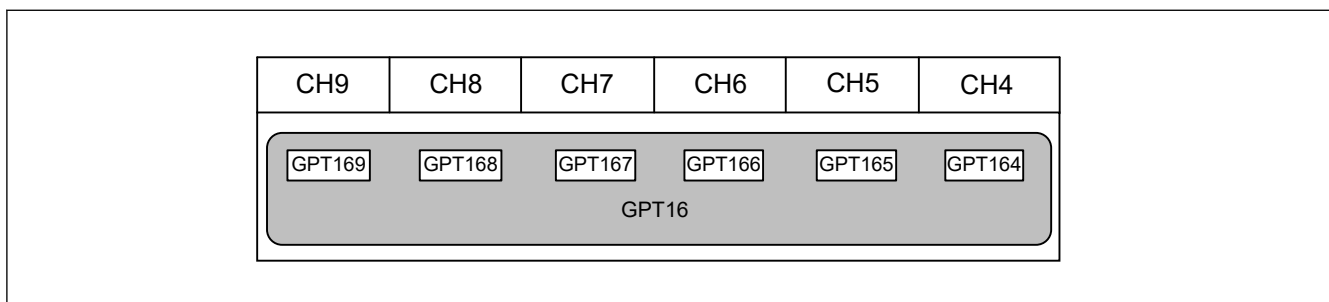 CH9 CH8 CH7 CH6 CH5 CH4
GPT169 GPT168 GPT167 GPT166 GPT165 GPT164
GPT16